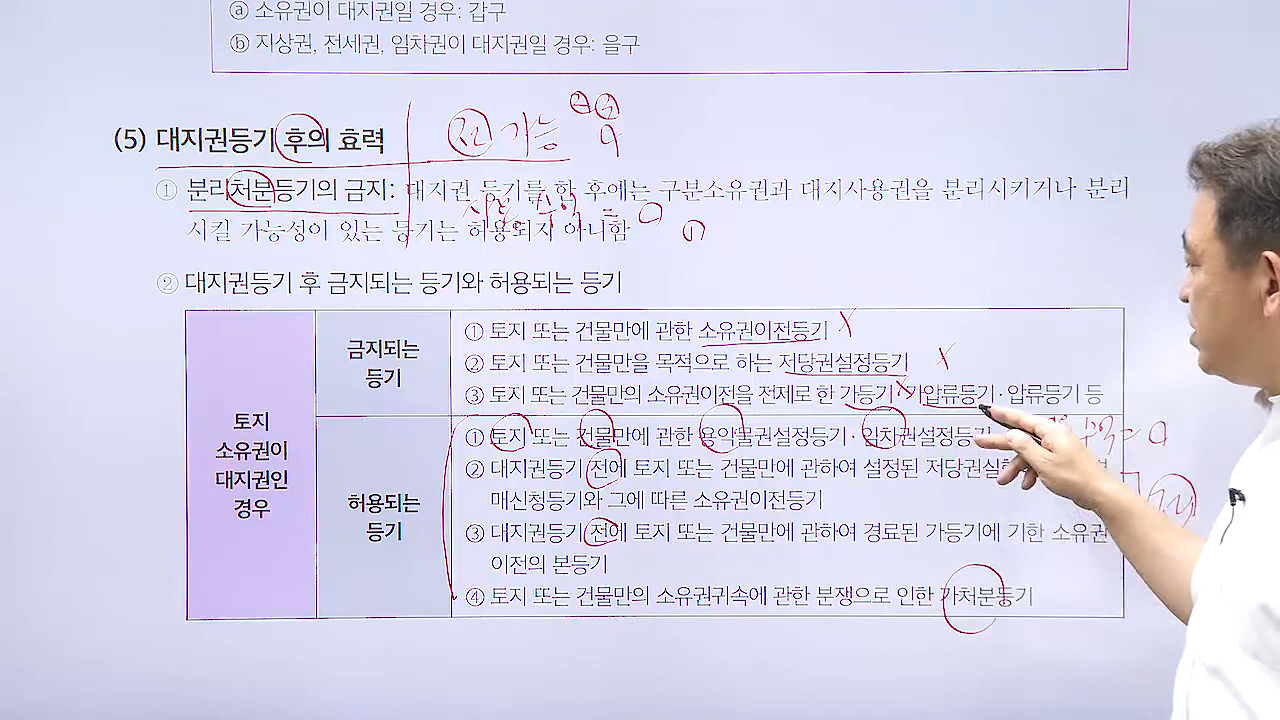 ⓐ 소유권이 대지권일 경우: 갑구
ⓑ 지상권, 전세권, 임차권이 대지권일 경우: 을구
(5) 대지권등기 후의 효력
전 가능
① 분리처분등기의 금지: 대지권 등기를 한 후에는 구분소유권과 대지사용권을 분리시키거나 분리
시킬 가능성이 있는 등기는 허용되지 아니함
② 대지권등기 후 금지되는 등기와 허용되는 등기
토지
소유권이
대지권인
경우
금지되는
등기
① 토지 또는 건물만에 관한 소유권이전등기 X
② 토지 또는 건물만을 목적으로 하는 저당권설정등기 X
③ 토지 또는 건물만의 소유권이전을 전제로 한 가등기 X 가압류등기·압류등기 등
허용되는
등기
① 토지 또는 건물만에 관한 용익물권설정등기·임차권설정등기
② 대지권등기 전에 토지 또는 건물만에 관하여 설정된 저당권실
매신청등기와 그에 따른 소유권이전등기
③ 대지권등기 전에 토지 또는 건물만에 관하여 경료된 가등기에 기한 소유권
이전의 본등기
④ 토지 또는 건물만의 소유권귀속에 관한 분쟁으로 인한 가처분등기